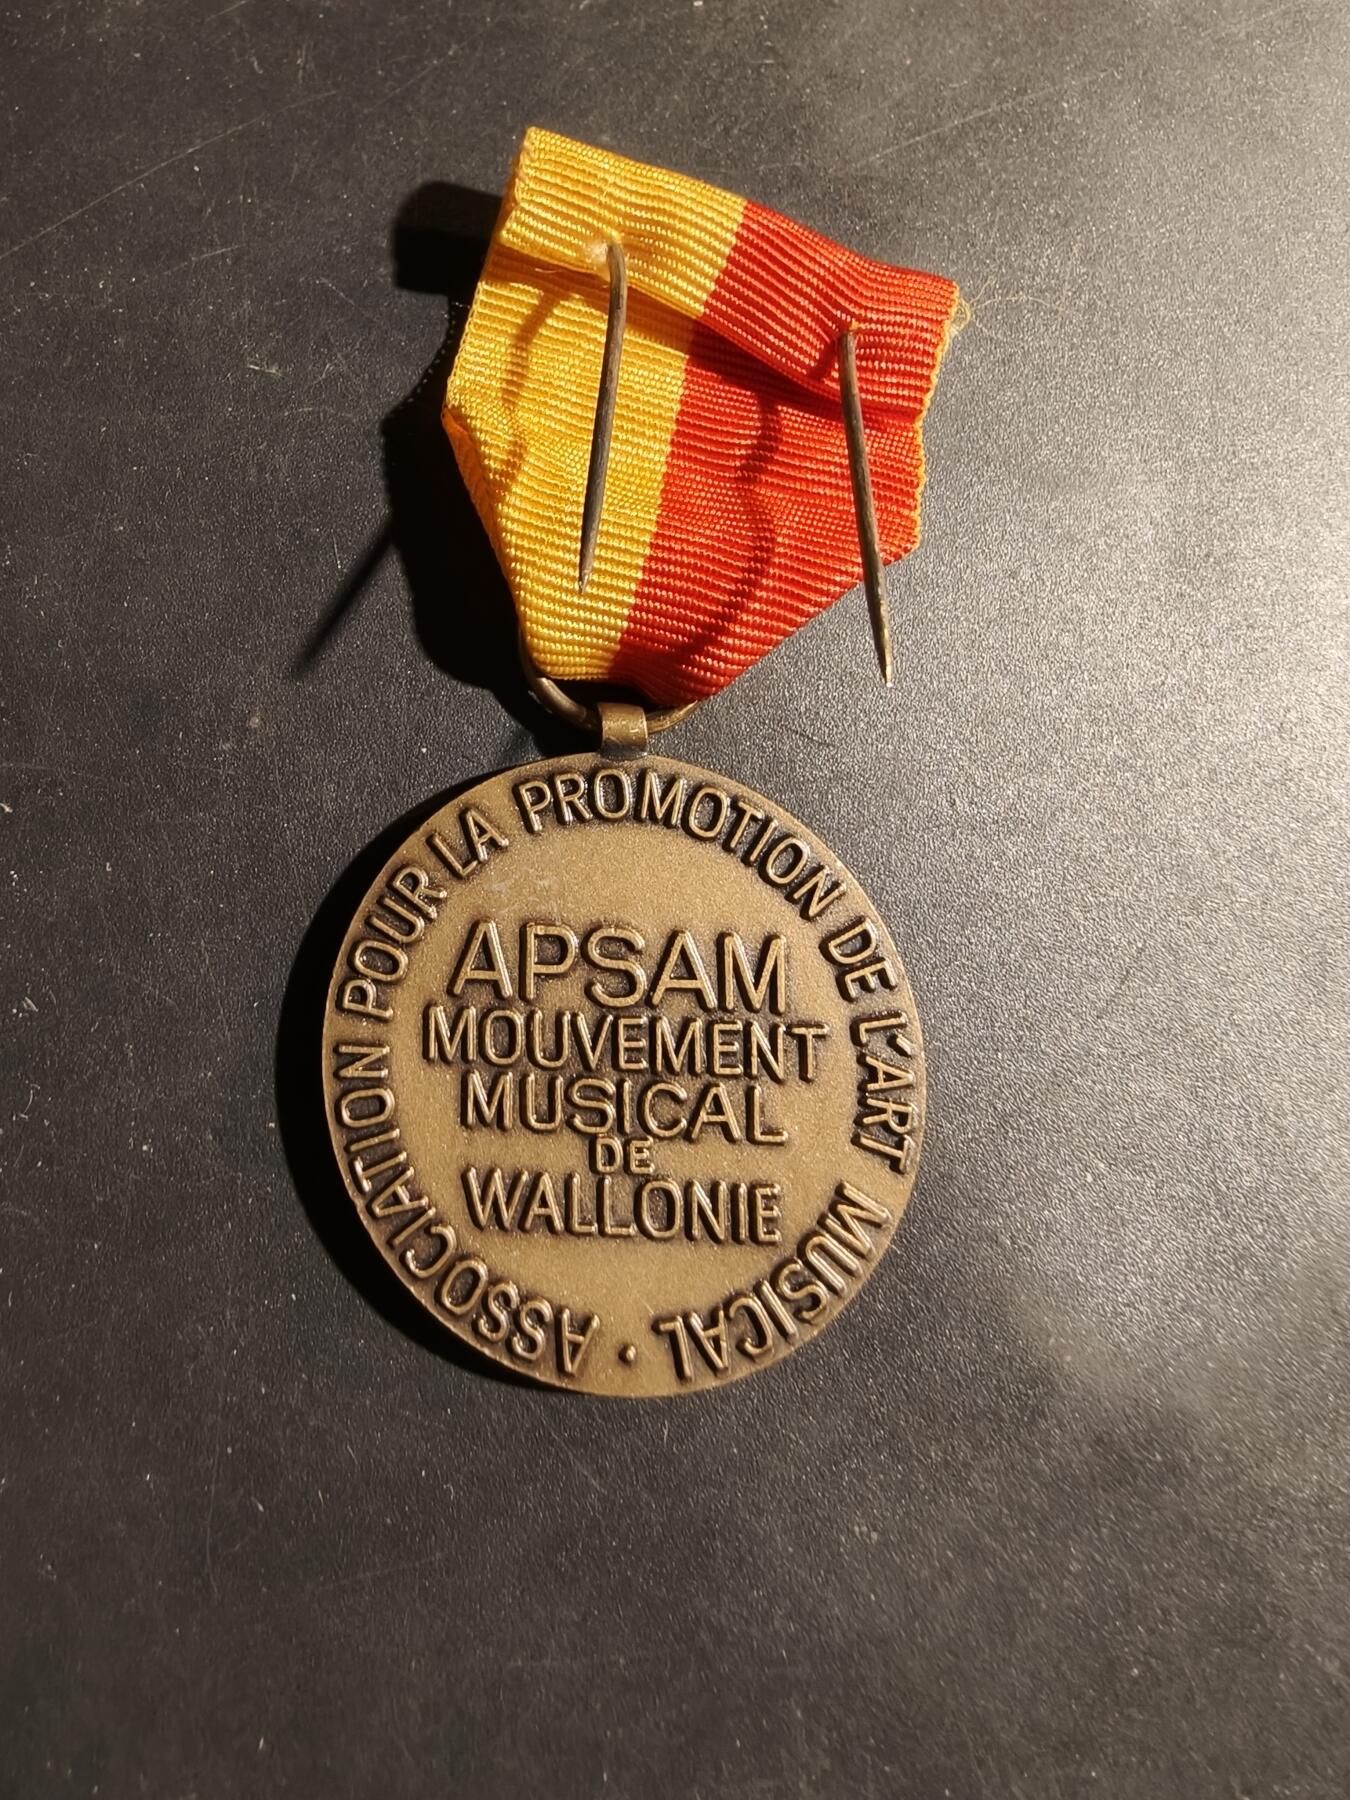 ASSOCIATION POUR LA PROMOTION DE L'ART MUSICAL •
APSAM
MOUVEMENT
MUSICAL
DE
WALLONIE